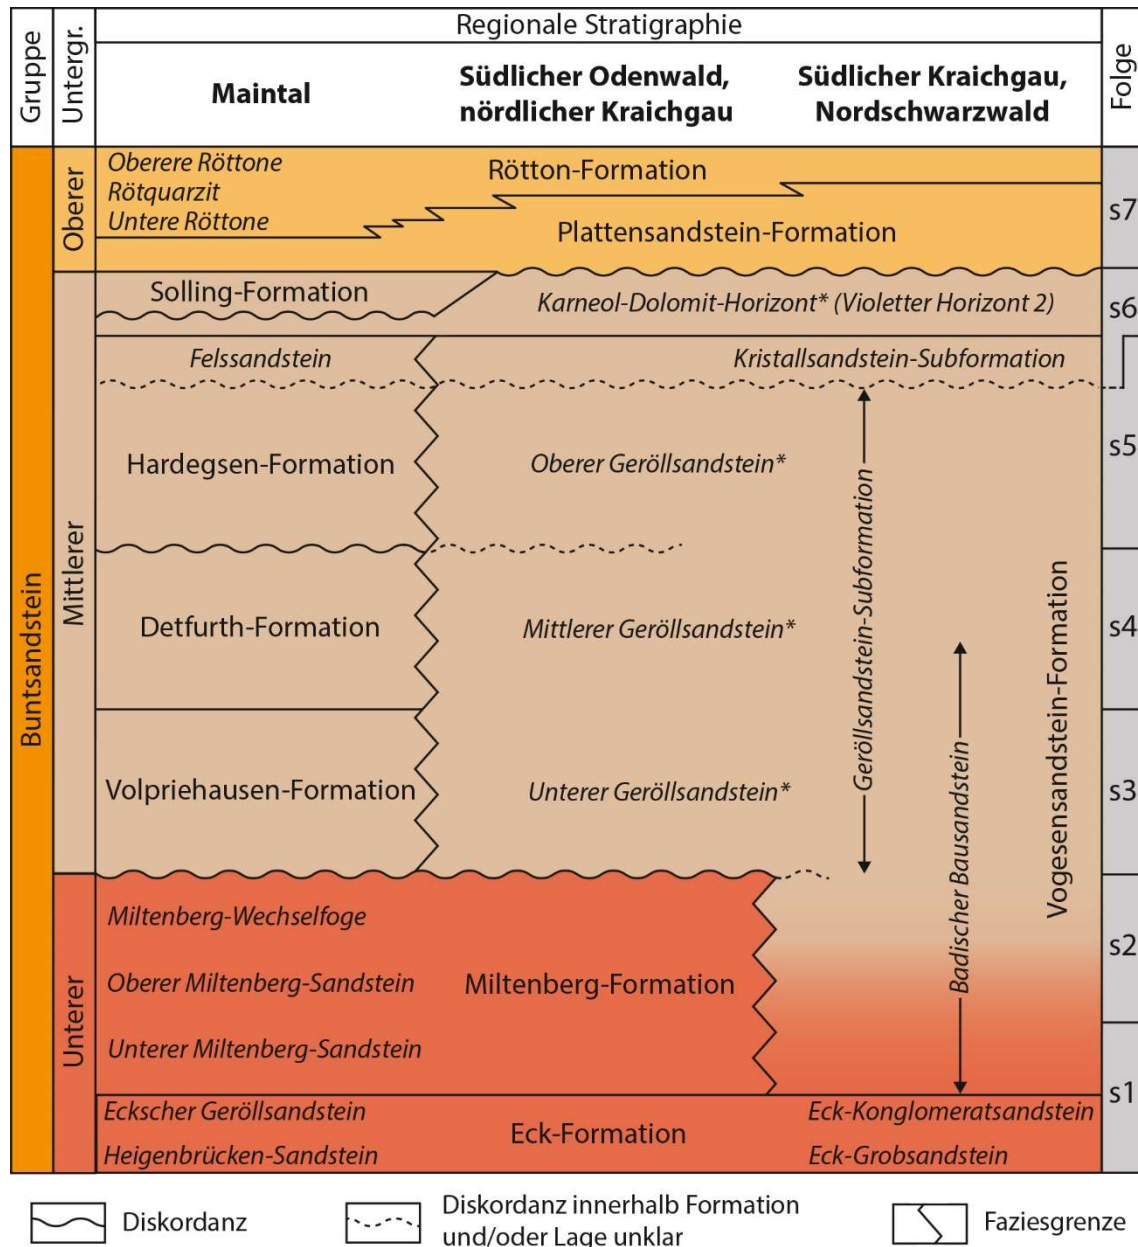 Gruppe
Untergr.
Regionale Stratigraphie
Folge
Maintal
Südlicher Odenwald,
nördlicher Kraichgau
Südlicher Kraichgau,
Nordschwarzwald
Buntsandstein
Oberer
Oberere Röttone
Rötquarzit
Untere Röttone
Rötton-Formation
Plattensandstein-Formation
s7
Mittlerer
Solling-Formation
Karneol-Dolomit-Horizont* (Violetter Horizont 2)
s6
Felssandstein
Kristallsandstein-Subformation
Hardegsen-Formation
Oberer Geröllsandstein*
s5
Detfurth-Formation
Mittlerer Geröllsandstein*
s4
Volpriehausen-Formation
Unterer Geröllsandstein*
s3
Geröllsandstein-Subformation
Badischer Bausandstein
Vogesensandstein-Formation
Unterer
Miltenberg-Wechselfoge
s2
Oberer Miltenberg-Sandstein
Miltenberg-Formation
Unterer Miltenberg-Sandstein
s1
Eckscher Geröllsandstein
Heigenbrücken-Sandstein
Eck-Formation
Eck-Konglomeratsandstein
Eck-Grobsandstein
Diskordanz
Diskordanz innerhalb Formation
und/oder Lage unklar
Faziesgrenze